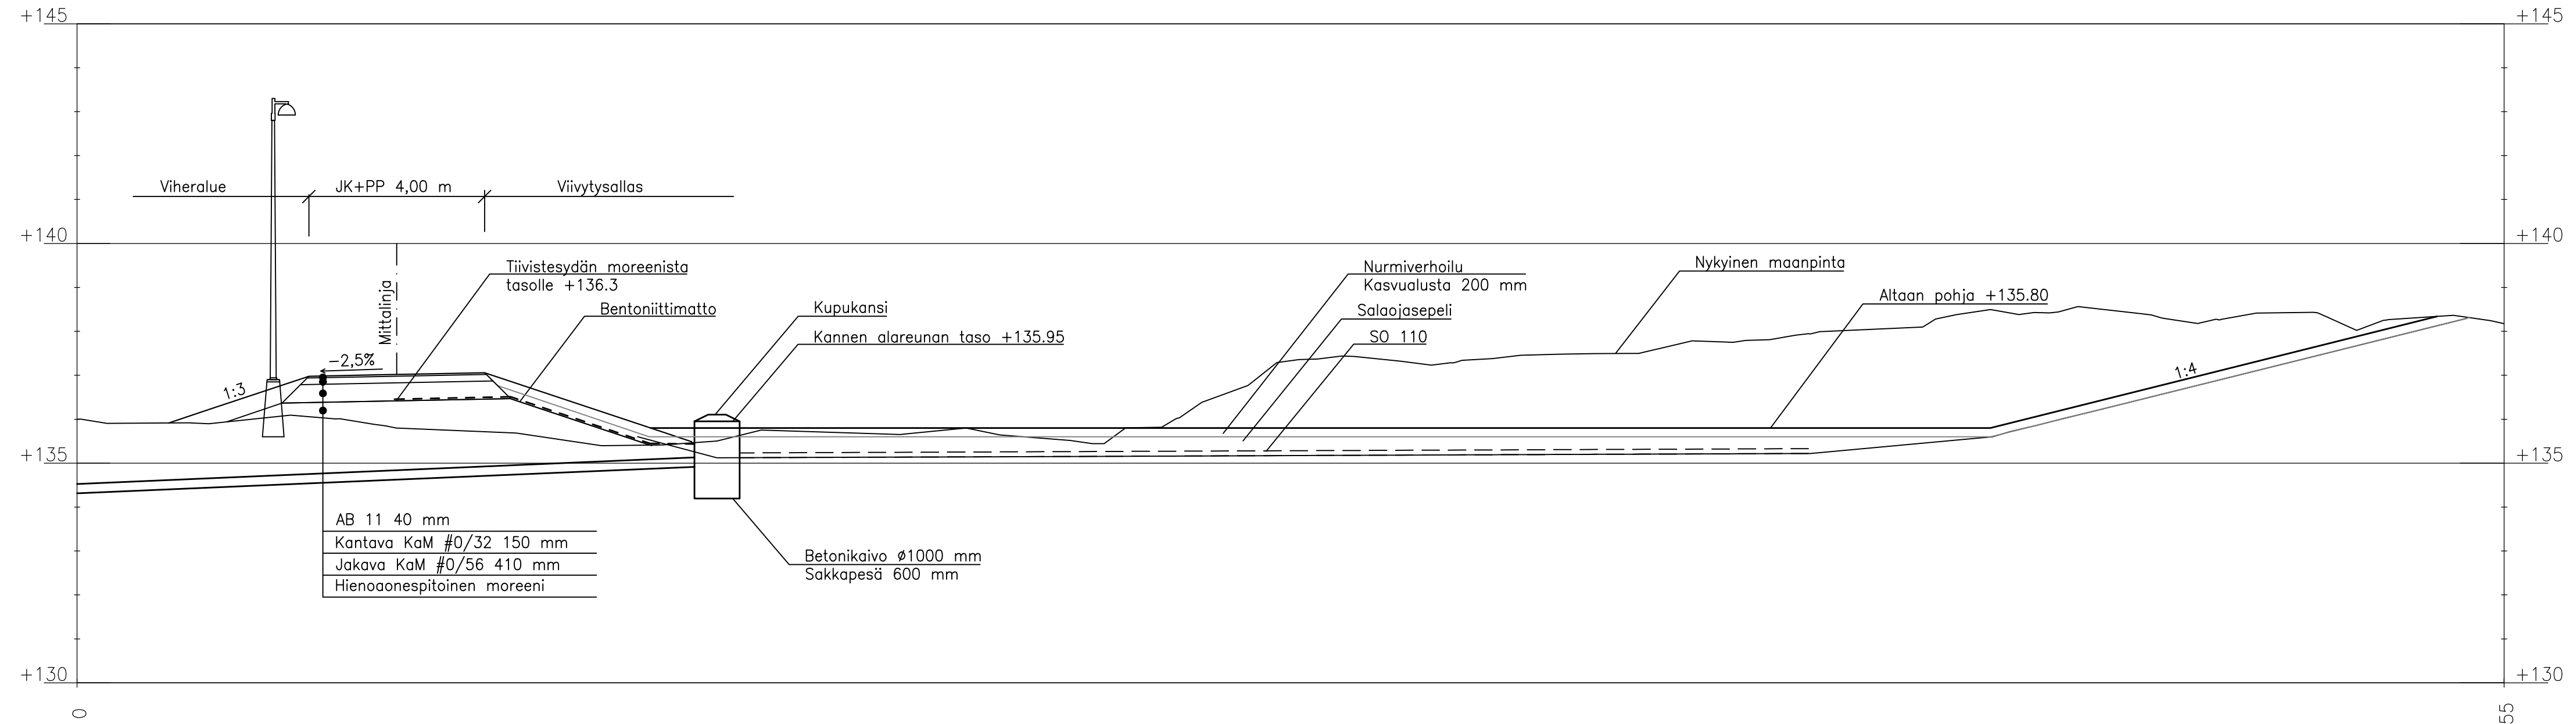 +145
+145
Viheralue
JK+PP 4,00 m
Viivytysallas
+140
+140
Mittalinja
Tiivistesydän moreenista
tasolle +136.3
Bentoniittimatto
Kupukansi
Kannen alareunan taso +135.95
Nurmiverhoilu
Kasvualusta 200 mm
Salaojasepeli
SO 110
Nykyinen maanpinta
Altaan pohja +135.80
-2,5%
1:3
1:4
+135
+135
AB 11 40 mm
Kantava KaM #0/32 150 mm
Jakava KaM #0/56 410 mm
Hienoaonespitoinen moreeni
Betonikaivo ø1000 mm
Sakkapesä 600 mm
+130
+130
0
55